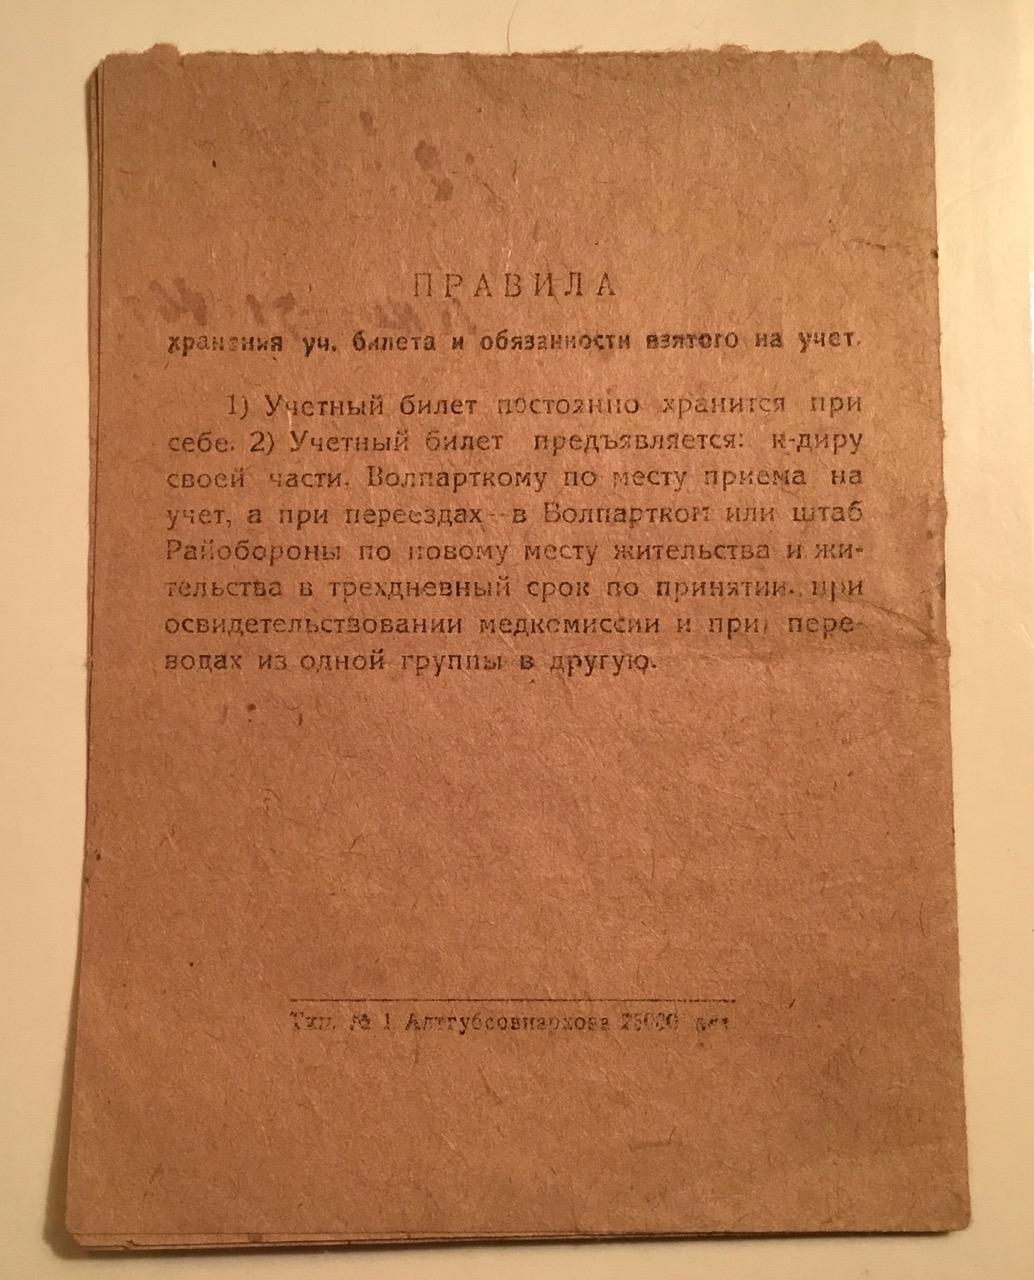 ПРАВИЛА
хранения уч. билета и обязанности взятого на учет.
1) Учетный билет постоянно хранится при
себе. 2) Учетный билет предъявляется: к-диру
своей части. Волпарткому по месту приема на
учет, а при переездах—в Волпартком или штаб
Райобороны по новому месту жительства и жи-
тельства в трехдневный срок по принятии. при
освидетельствовании медкомиссии и при пере-
водах из одной группы в другую.
Тип. № 1 Алтгубсовнархоза